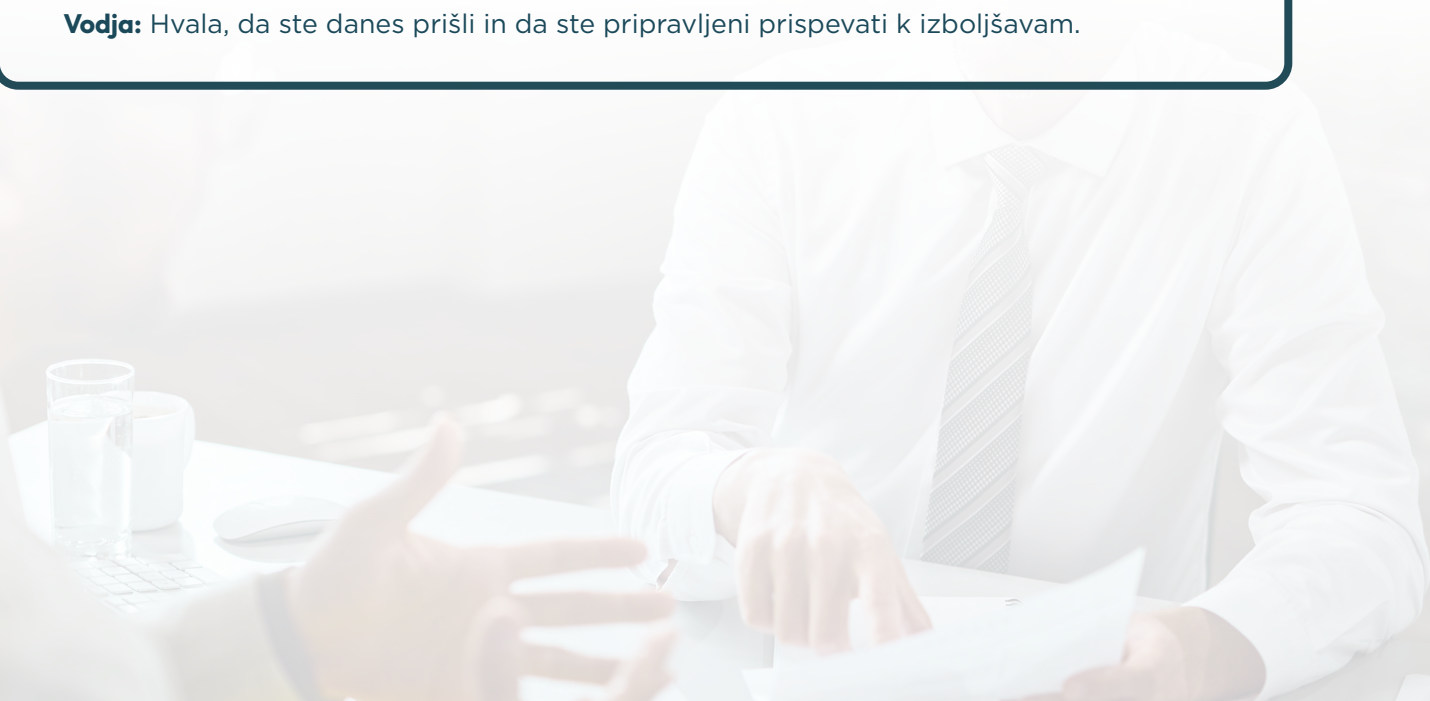 Vodja: Hvala, da ste danes prišli in da ste pripravljeni prispevati k izboljšavam.